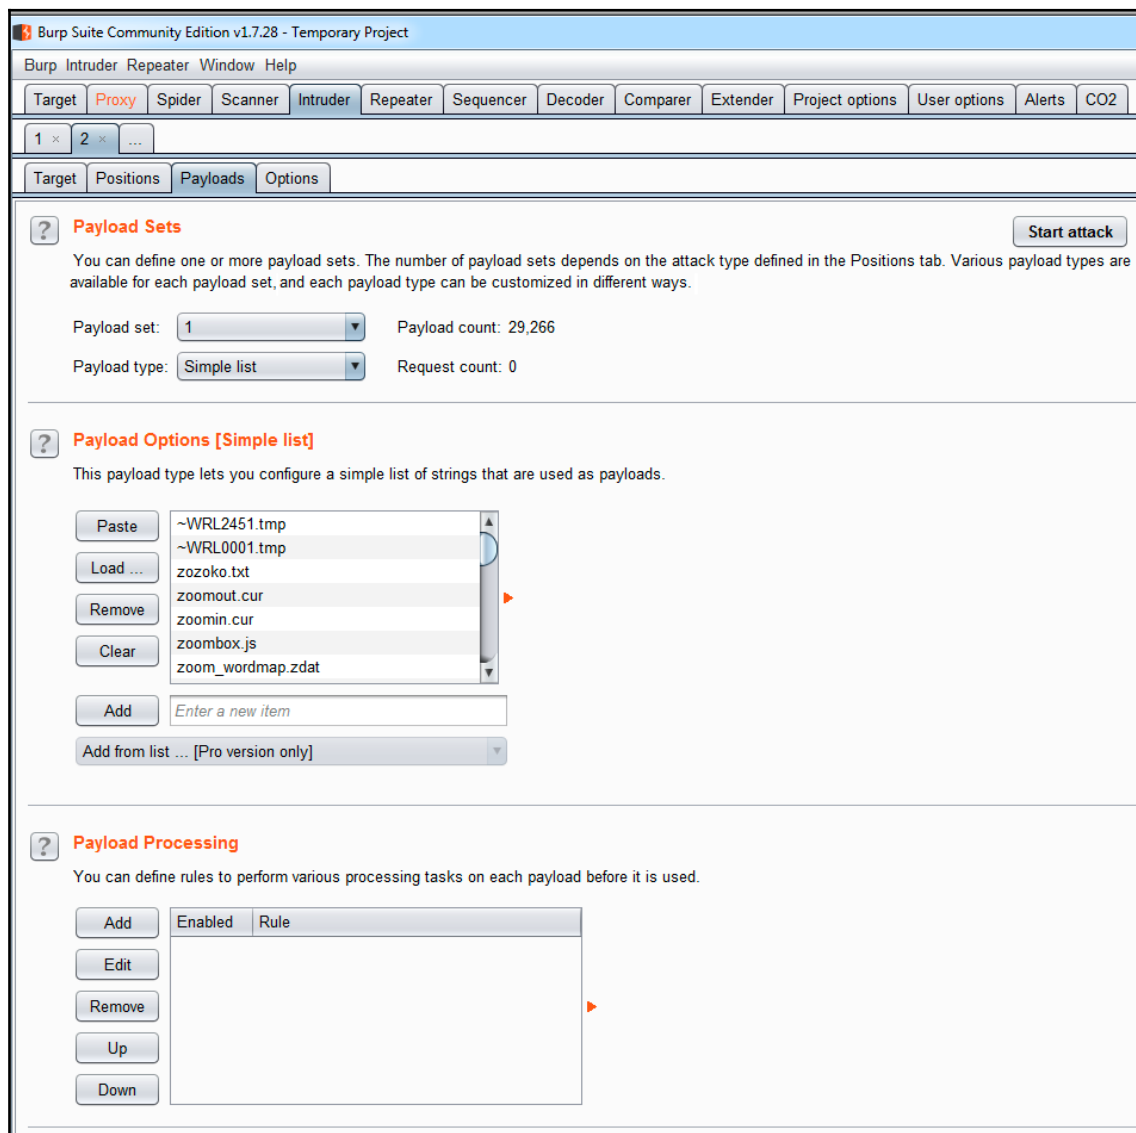 Burp Suite Community Edition v1.7.28 - Temporary Project
Burp Intruder Repeater Window Help
Target Proxy Spider Scanner Intruder Repeater Sequencer Decoder Comparer Extender Project options User options Alerts CO2
1 × 2 × ...
Target Positions Payloads Options
? Payload Sets
Start attack
You can define one or more payload sets. The number of payload sets depends on the attack type defined in the Positions tab. Various payload types are
available for each payload set, and each payload type can be customized in different ways.
Payload set: 1 Payload count: 29,266
Payload type: Simple list Request count: 0
? Payload Options [Simple list]
This payload type lets you configure a simple list of strings that are used as payloads.
Paste
Load ...
Remove
Clear
~WRL2451.tmp
~WRL0001.tmp
zozoko.txt
zoomout.cur
zoomin.cur
zoombox.js
zoom_wordmap.zdat
Add Enter a new item
Add from list ... [Pro version only]
? Payload Processing
You can define rules to perform various processing tasks on each payload before it is used.
Add
Edit
Remove
Up
Down
Enabled Rule